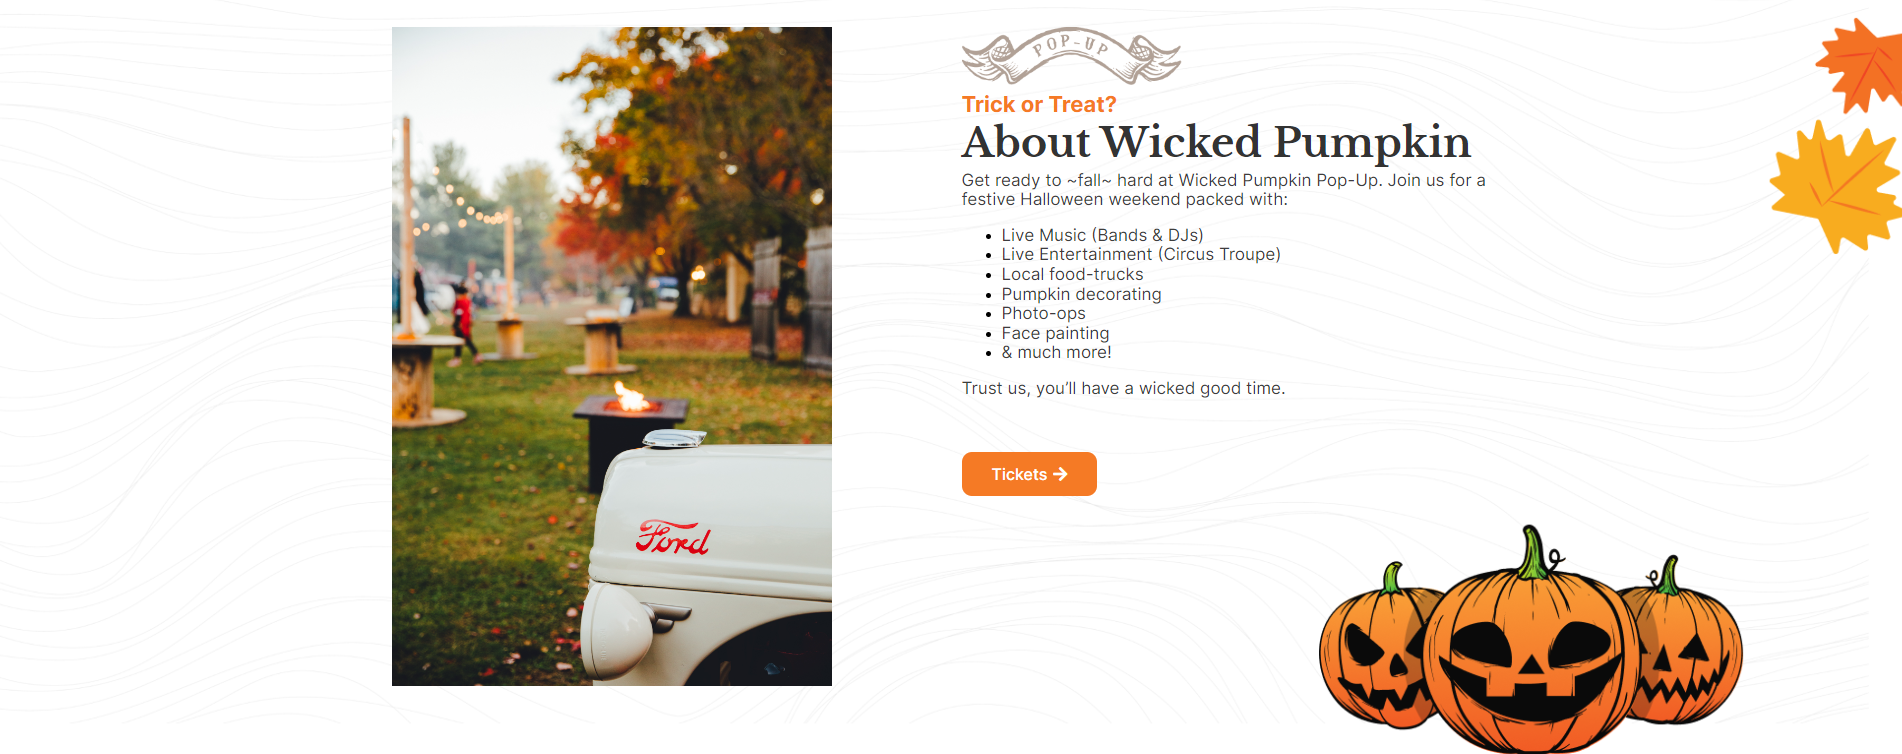 POP-UP
Trick or Treat?
About Wicked Pumpkin
Get ready to ~fall~ hard at Wicked Pumpkin Pop-Up. Join us for a
festive Halloween weekend packed with:
• Live Music (Bands & DJs)
• Live Entertainment (Circus Troupe)
• Local food-trucks
• Pumpkin decorating
• Photo-ops
• Face painting
• & much more!
Trust us, you’ll have a wicked good time.
Tickets →
Ford